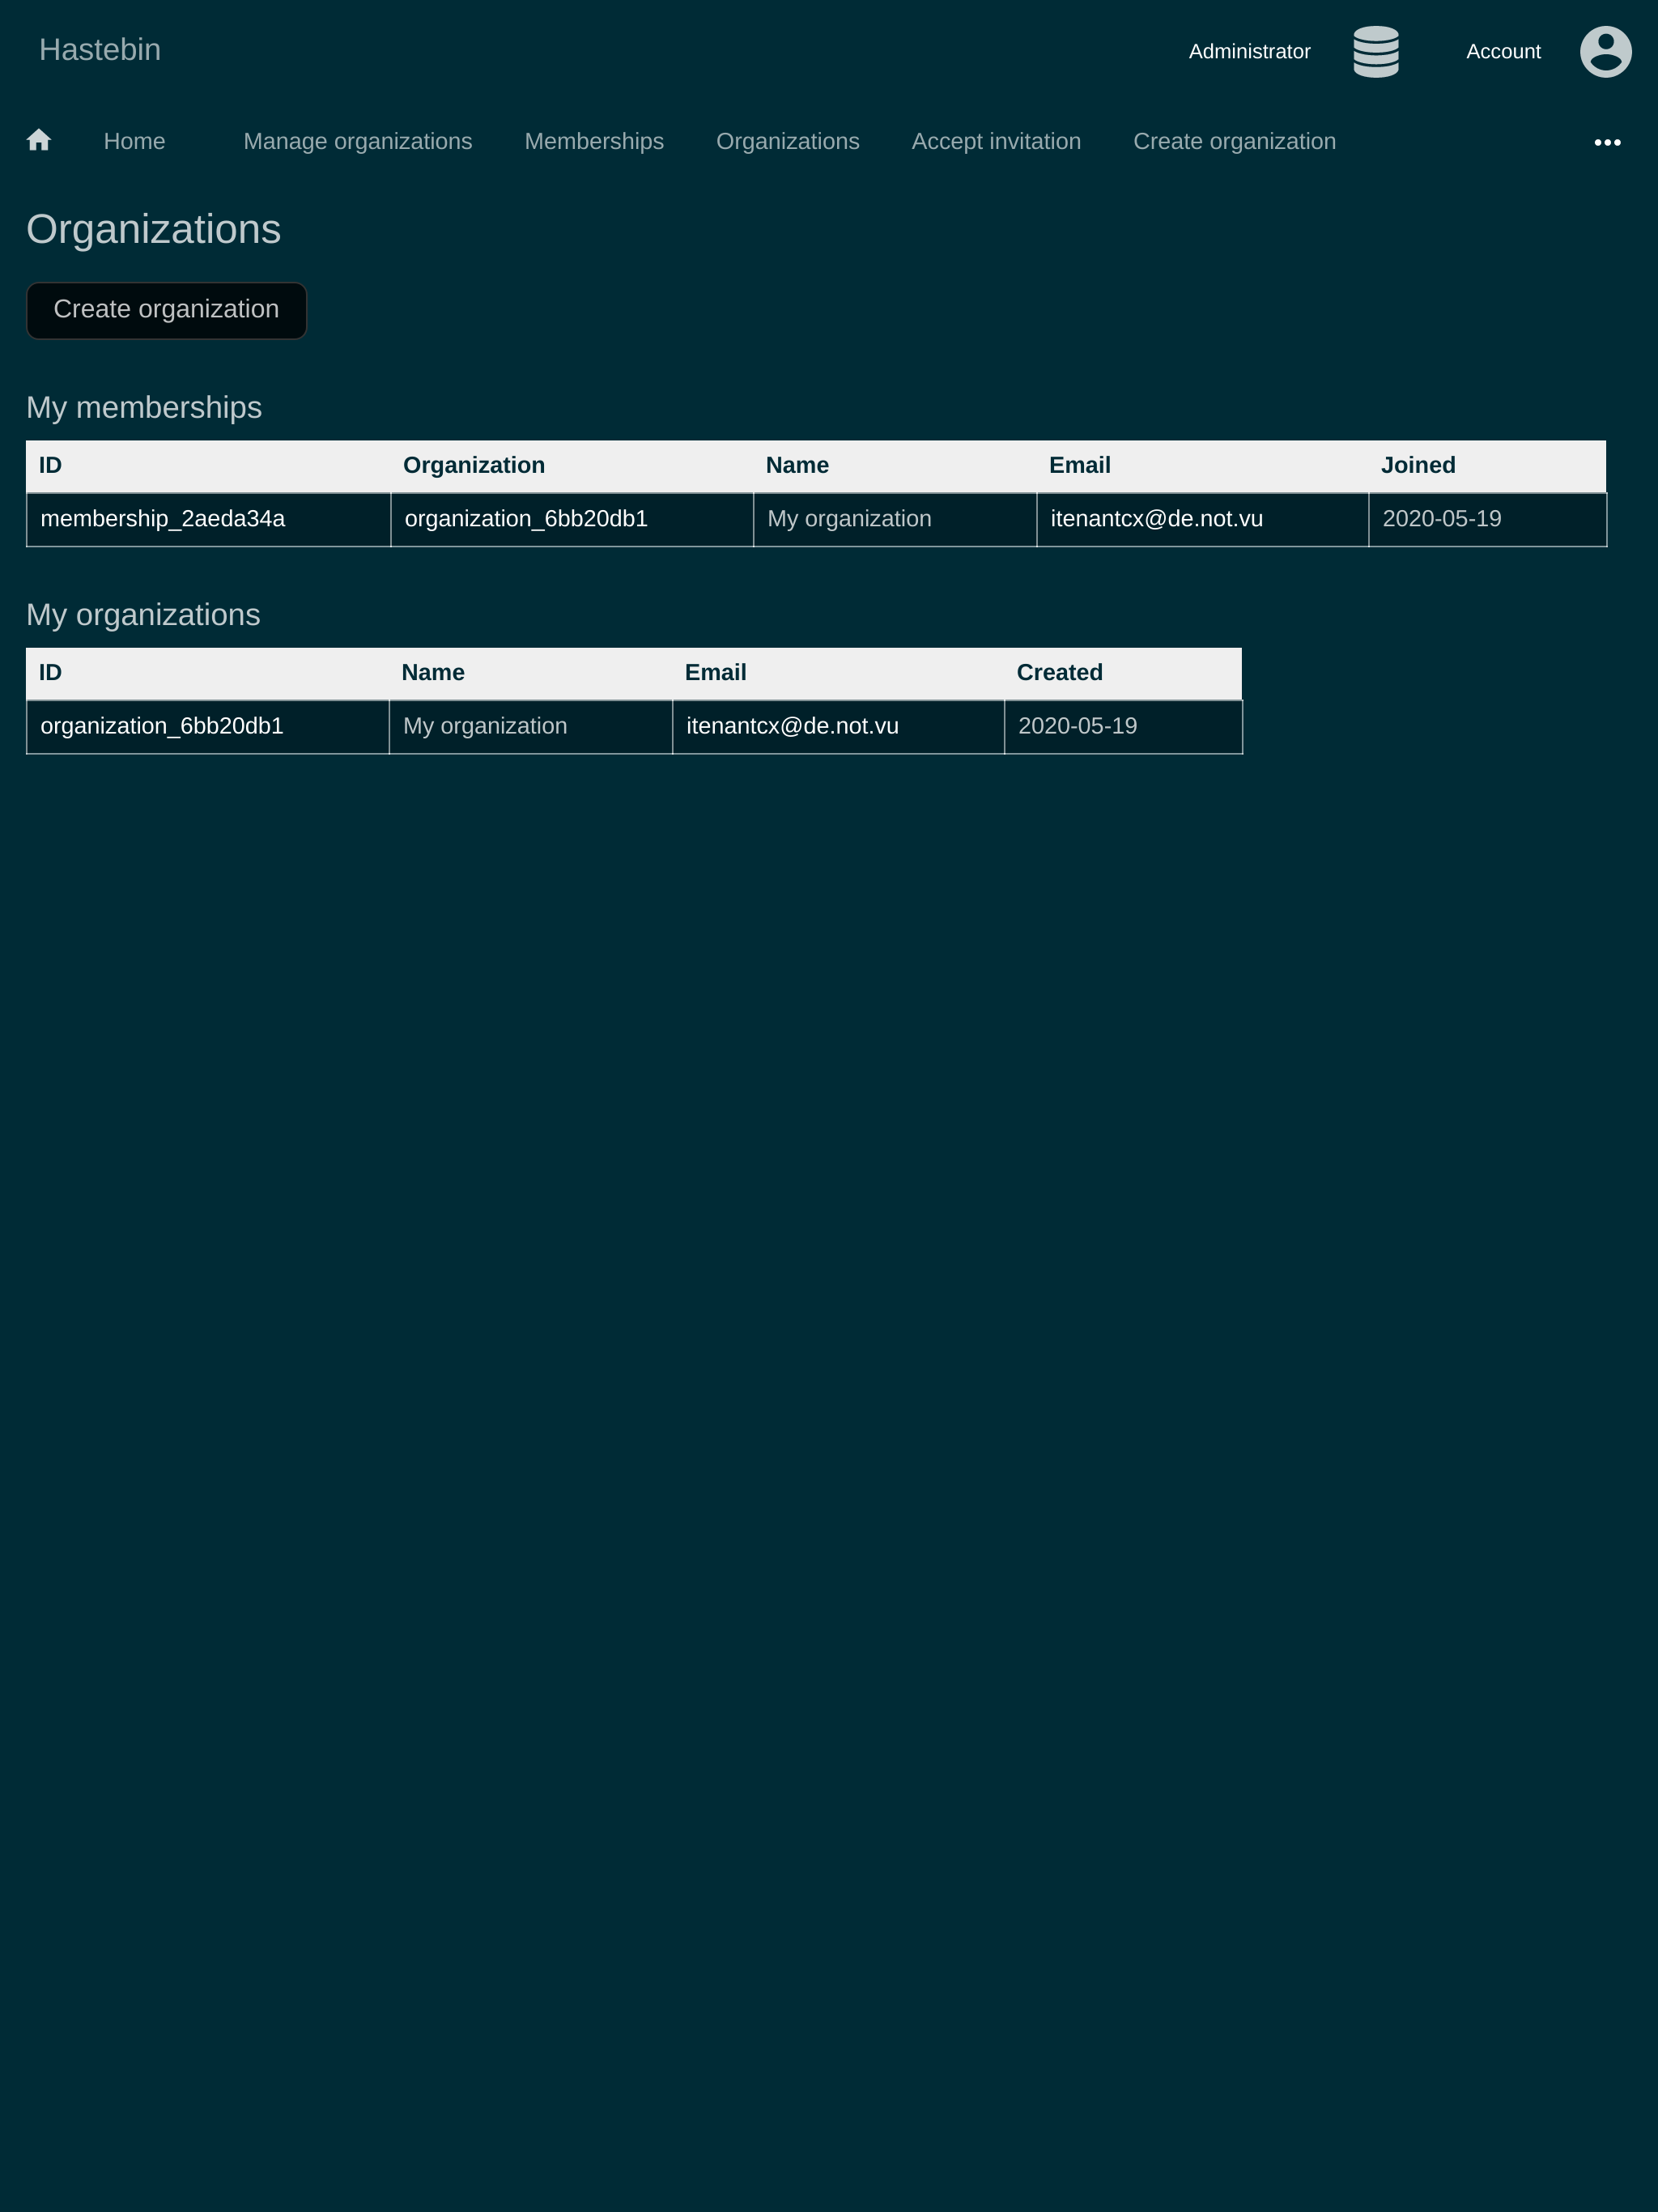 Hastebin
Administrator
Account
Home Manage organizations Memberships Organizations Accept invitation Create organization
Organizations
Create organization
My memberships
ID Organization Name Email Joined
membership_2aeda34a organization_6bb20db1 My organization itenantcx@de.not.vu 2020-05-19
My organizations
ID Name Email Created
organization_6bb20db1 My organization itenantcx@de.not.vu 2020-05-19